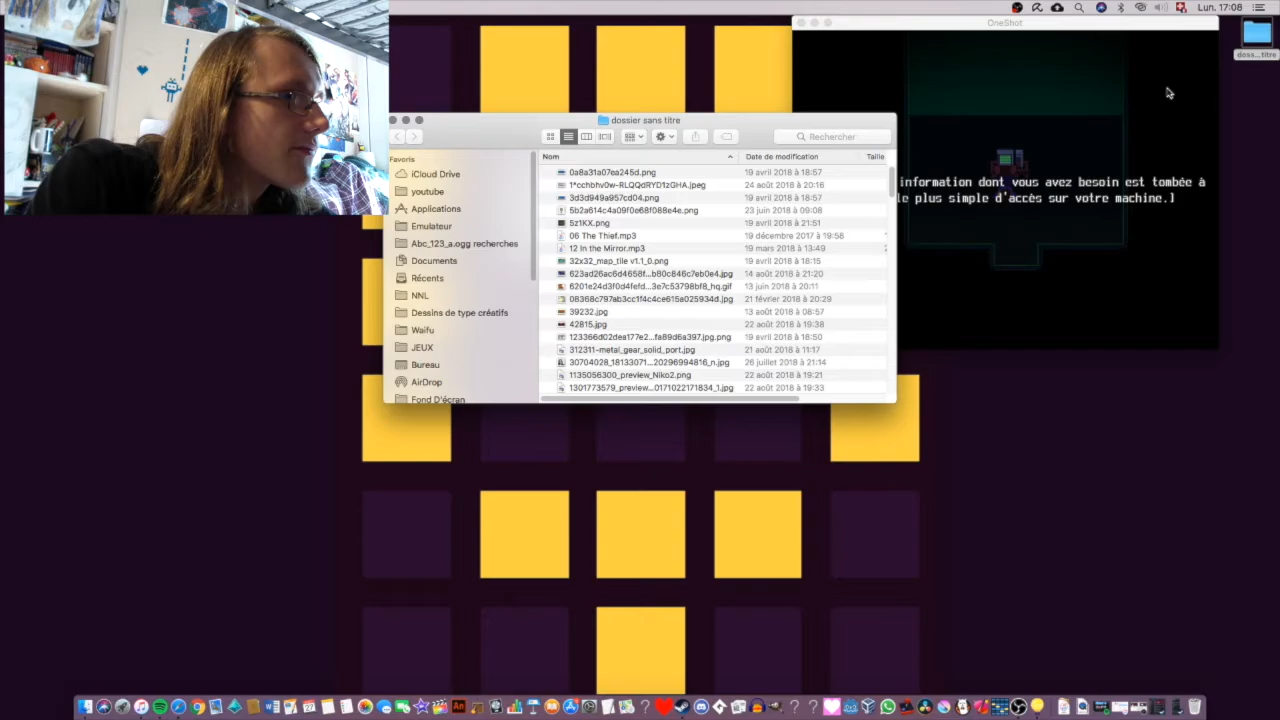 Lun. 17:08
OneShot
doss...titre
dossier sans titre
Rechercher
Favoris
iCloud Drive
youtube
Applications
Emulateur
Abc_123_a.ogg recherches
Documents
Récents
NNL
Dessins de type créatifs
Waifu
JEUX
Bureau
AirDrop
Fond D'écran
Nom Date de modification Taille
0a8a31a07ea245d.png 19 avril 2018 à 18:57
1*cchbhv0w-RLQQdRYD1zGHA.jpeg 24 août 2018 à 20:16
3d3d949a957cd04.png 19 avril 2018 à 18:57
5b2a614c4a09f0e68f088e4e.png 23 juin 2018 à 09:08
5z1KX.png 19 avril 2018 à 21:51
06 The Thief.mp3 19 décembre 2017 à 19:58
12 In the Mirror.mp3 19 mars 2018 à 13:49
32x32_map_tile v1.1_0.png 19 avril 2018 à 18:15
623ad26ac6d4658f...b80c846c7eb0e4.jpg 14 août 2018 à 21:20
6201e24d3f0d4fefd...3e7c53798bf8_hq.gif 13 juin 2018 à 20:11
08368c797ab3cc1f4c4ce615a025934d.jpg 21 février 2018 à 20:29
39232.jpg 13 août 2018 à 08:57
42815.jpg 22 août 2018 à 19:38
123366d02dea177e2...fa89d6a397.jpg.png 19 avril 2018 à 18:50
312311-metal_gear_solid_port.jpg 21 août 2018 à 11:17
30704028_18133071...20296994816_n.jpg 26 juillet 2018 à 21:14
1135056300_preview_Niko2.png 22 août 2018 à 19:21
1301773579_preview...0171022171834_1.jpg 22 août 2018 à 19:33
information dont vous avez besoin est tombée à
le plus simple d'accès sur votre machine.]